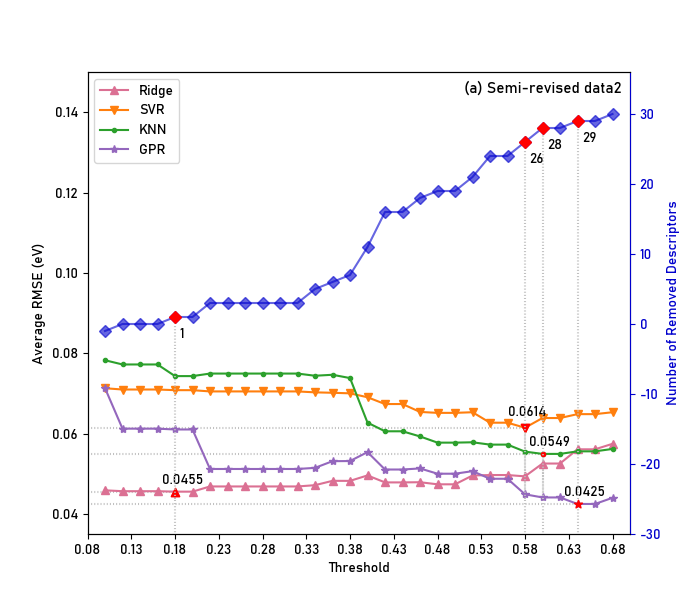 (a) Semi-revised data2
Ridge
SVR
KNN
GPR
0.14
0.12
0.10
0.08
0.06
0.04
Average RMSE (eV)
30
20
10
0
−10
−20
−30
Number of Removed Descriptors
1
26
28
29
0.0455
0.0614
0.0549
0.0425
0.08 0.13 0.18 0.23 0.28 0.33 0.38 0.43 0.48 0.53 0.58 0.63 0.68
Threshold